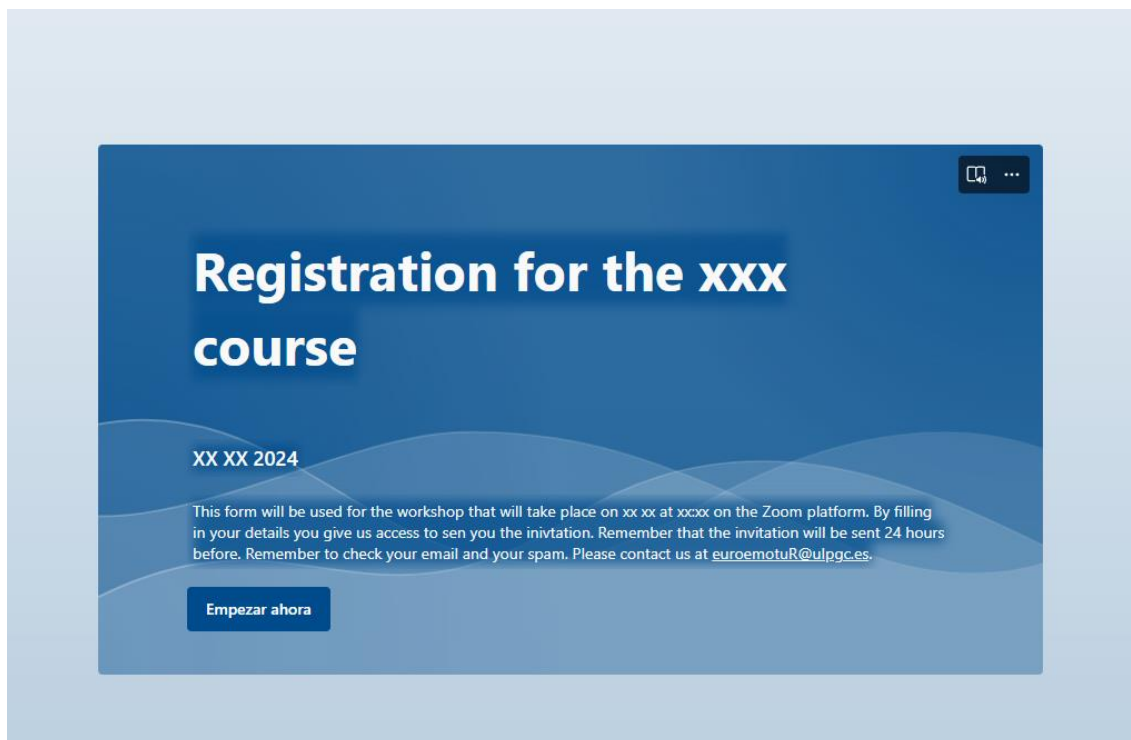 Registration for the xxx
course
XX XX 2024
This form will be used for the workshop that will take place on xx xx at xx:xx on the Zoom platform. By filling
in your details you give us access to sen you the inivtation. Remember that the invitation will be sent 24 hours
before. Remember to check your email and your spam. Please contact us at euroemotuR@ulpgc.es.
Empezar ahora